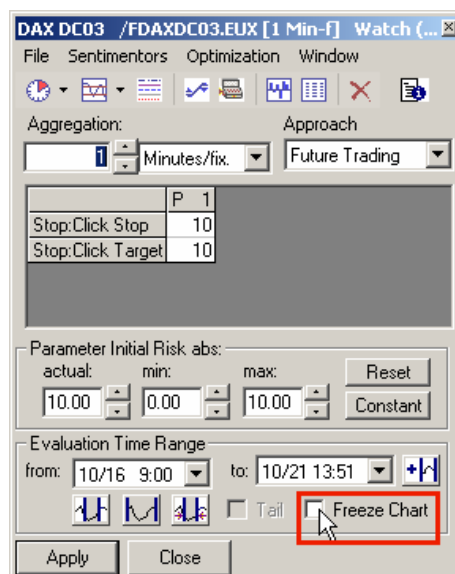 DAX DC03 /FDAXDC03.EUX [1 Min-f] Watch (...
File Sentimentors Optimization Window
Aggregation: Approach
1 Minutes/fix. Future Trading
P 1
Stop:Click Stop 10
Stop:Click Target 10
Parameter Initial Risk abs:
actual: min: max: Reset
10.00 0.00 10.00 Constant
Evaluation Time Range
from: 10/16 9:00 to: 10/21 13:51
Tail Freeze Chart
Apply Close